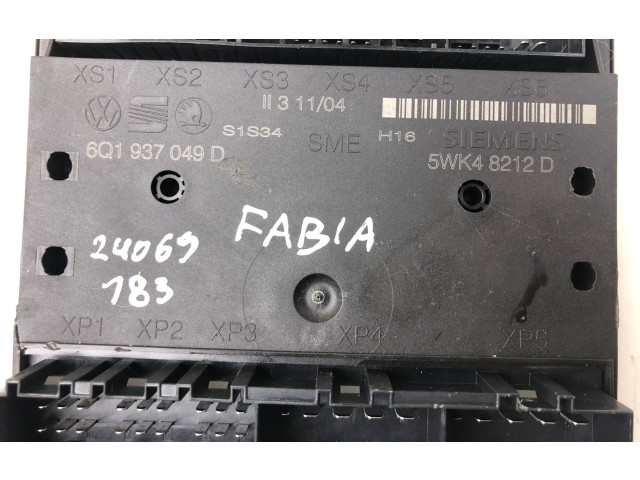 XS1 XS2 XS3 XS4 XS5 XS6
II 3 11/04
S1S34 SME H16 SIEMENS
6Q1 937 049 D 5WK4 8212 D
FABIA
24069
183
XP1 XP2 XP3 XP4 XP5